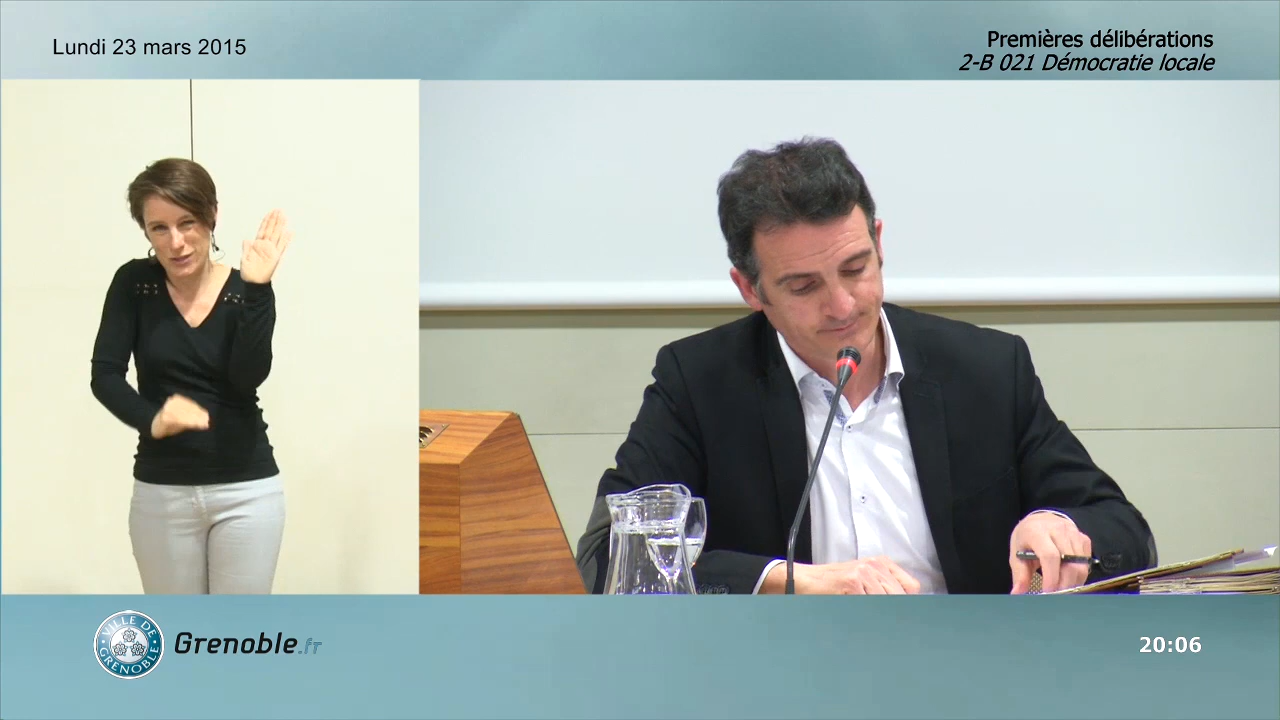 Lundi 23 mars 2015
Premières délibérations
2-B 021 Démocratie locale
VILLE DE GRENOBLE
Grenoble.fr
20:06